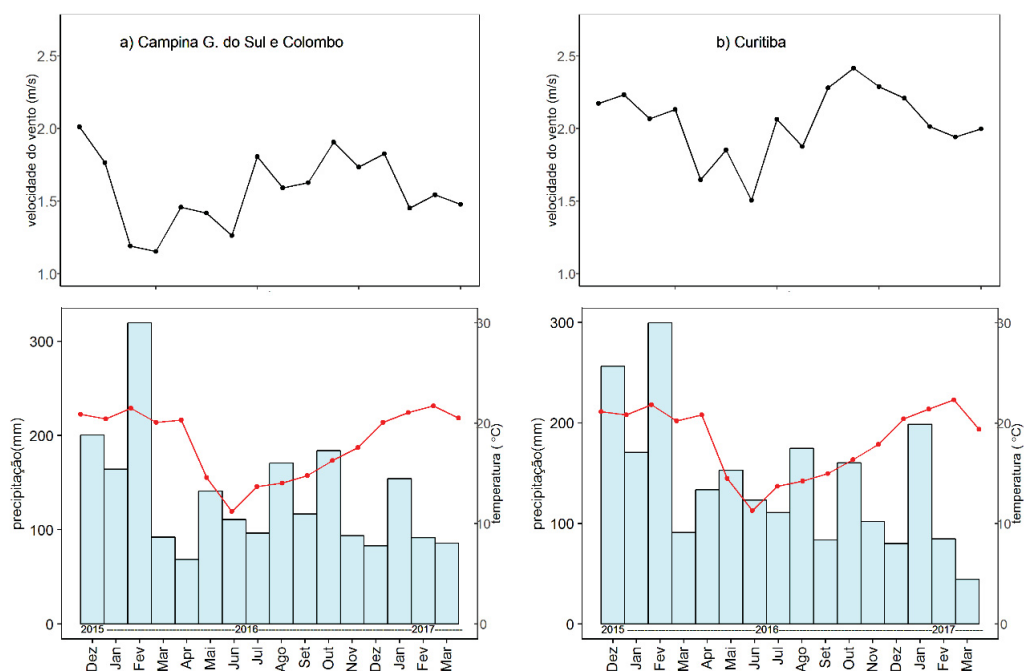 a) Campina G. do Sul e Colombo
velocidade do vento (m/s)
2.5
2.0
1.5
1.0
b) Curitiba
velocidade do vento (m/s)
2.5
2.0
1.5
1.0
precipitação(mm)
300
200
100
0
temperatura ( °C)
30
20
10
0
2015 2016 2017
Dez Jan Fev Mar Apr Mai Jun Jul Ago Set Out Nov Dez Jan Fev Mar
precipitação(mm)
300
200
100
0
temperatura ( °C)
30
20
10
0
2015 2016 2017
Dez Jan Fev Mar Apr Mai Jun Jul Ago Set Out Nov Dez Jan Fev Mar